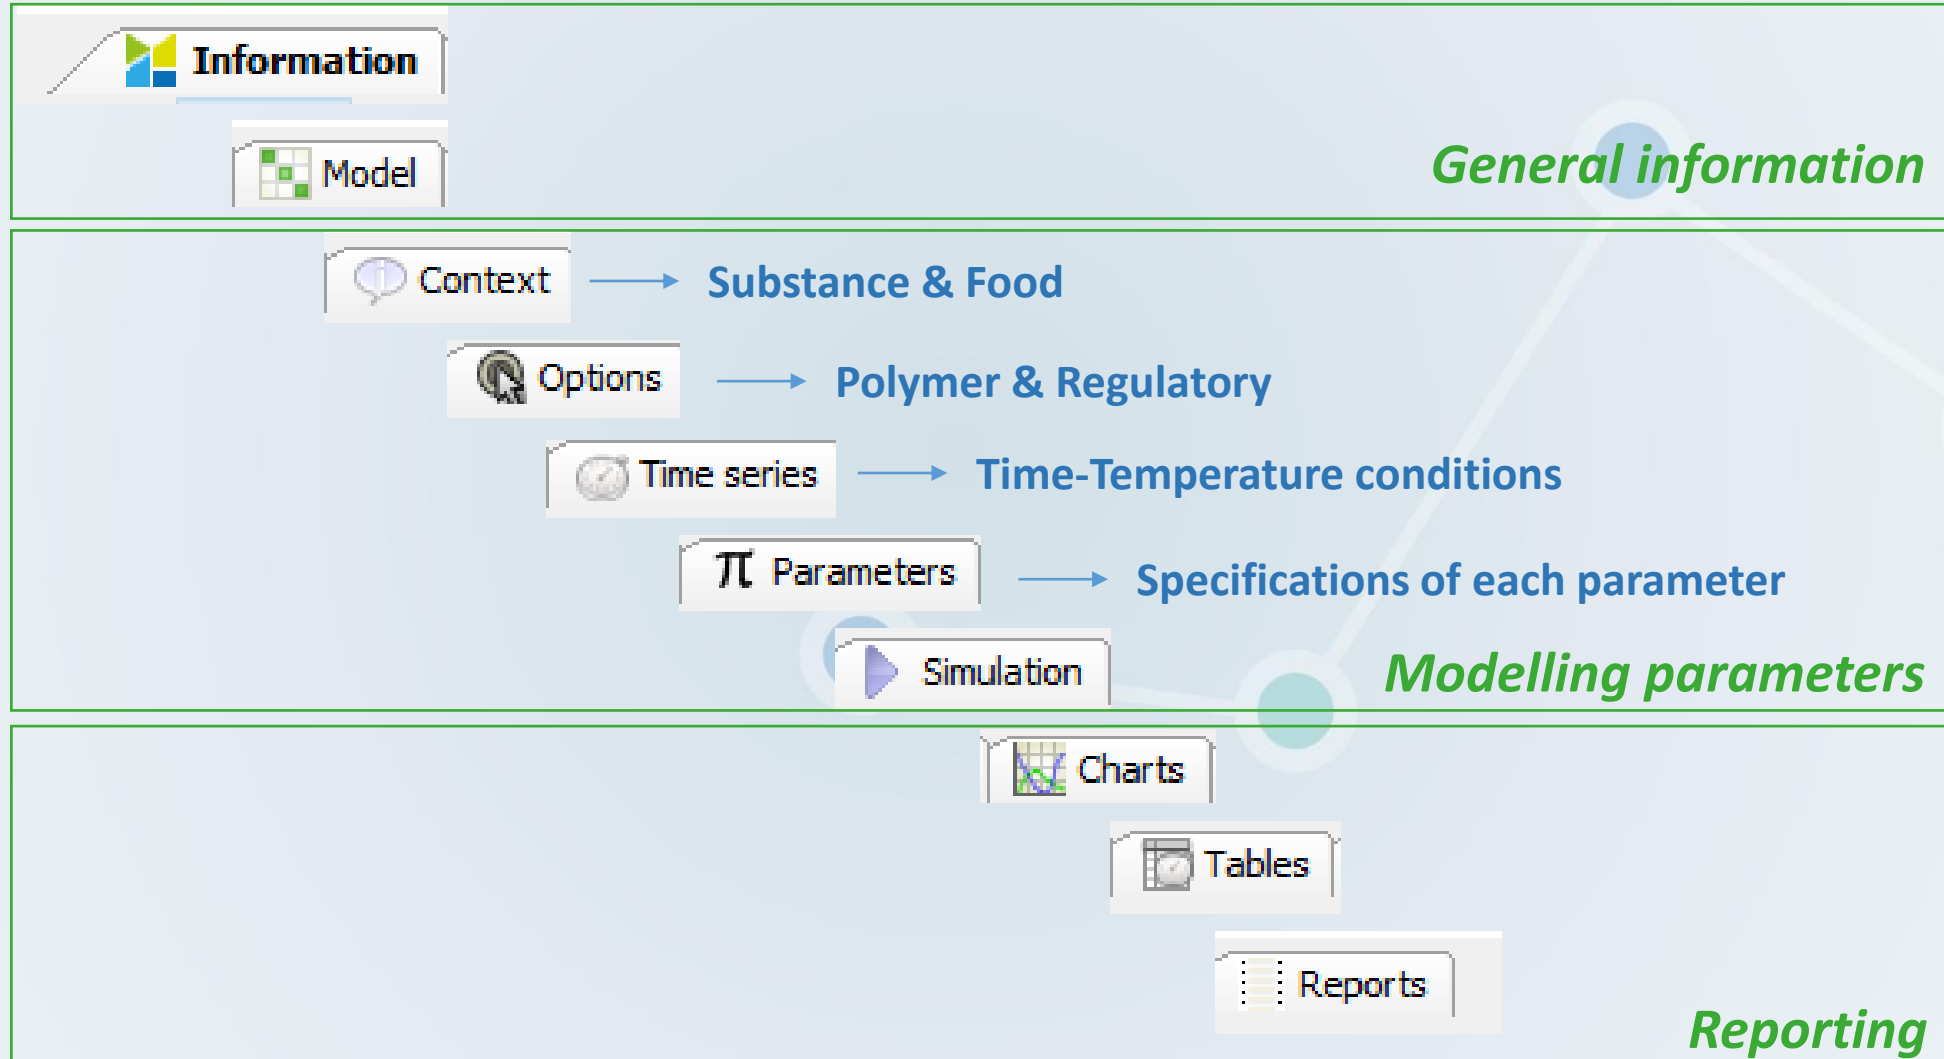 Information
Model
General information
Context
Substance & Food
Options
Polymer & Regulatory
Time series
Time-Temperature conditions
π Parameters
Specifications of each parameter
Simulation
Modelling parameters
Charts
Tables
Reports
Reporting